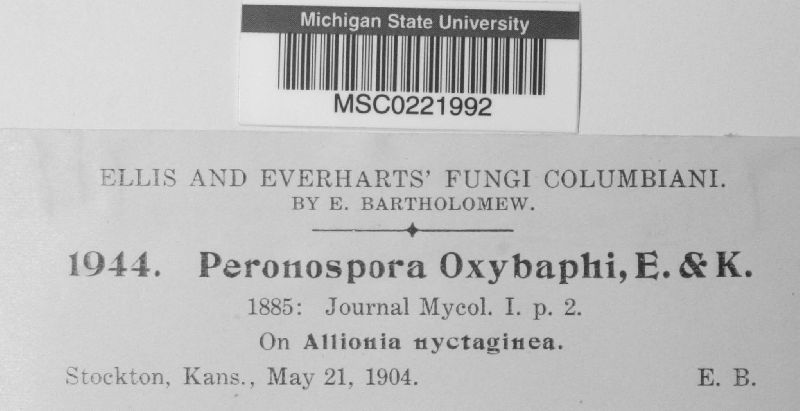 Michigan State University
MSC0221992
ELLIS AND EVERHARTS' FUNGI COLUMBIANI.
BY E. BARTHOLOMEW.
1944. Peronospora Oxybaphi, E. & K.
1885: Journal Mycol. I. p. 2.
On Allionia nyctaginea.
Stockton, Kans., May 21, 1904. E. B.